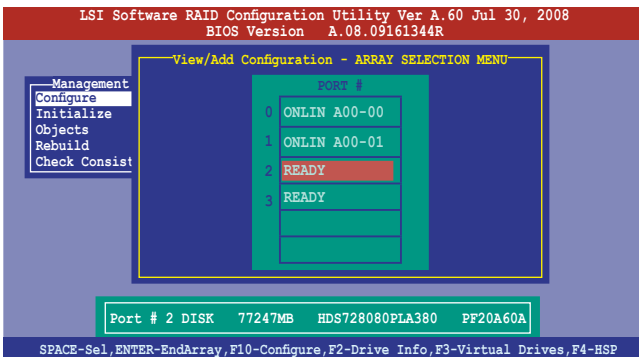 LSI Software RAID Configuration Utility Ver A.60 Jul 30, 2008
BIOS Version A.08.09161344R
View/Add Configuration - ARRAY SELECTION MENU
Management
Configure
Initialize
Objects
Rebuild
Check Consist
PORT #
0 ONLIN A00-00
1 ONLIN A00-01
2 READY
3 READY
Port # 2 DISK 77247MB HDS728080PLA380 PF20A60A
SPACE-Sel,ENTER-EndArray,F10-Configure,F2-Drive Info,F3-Virtual Drives,F4-HSP